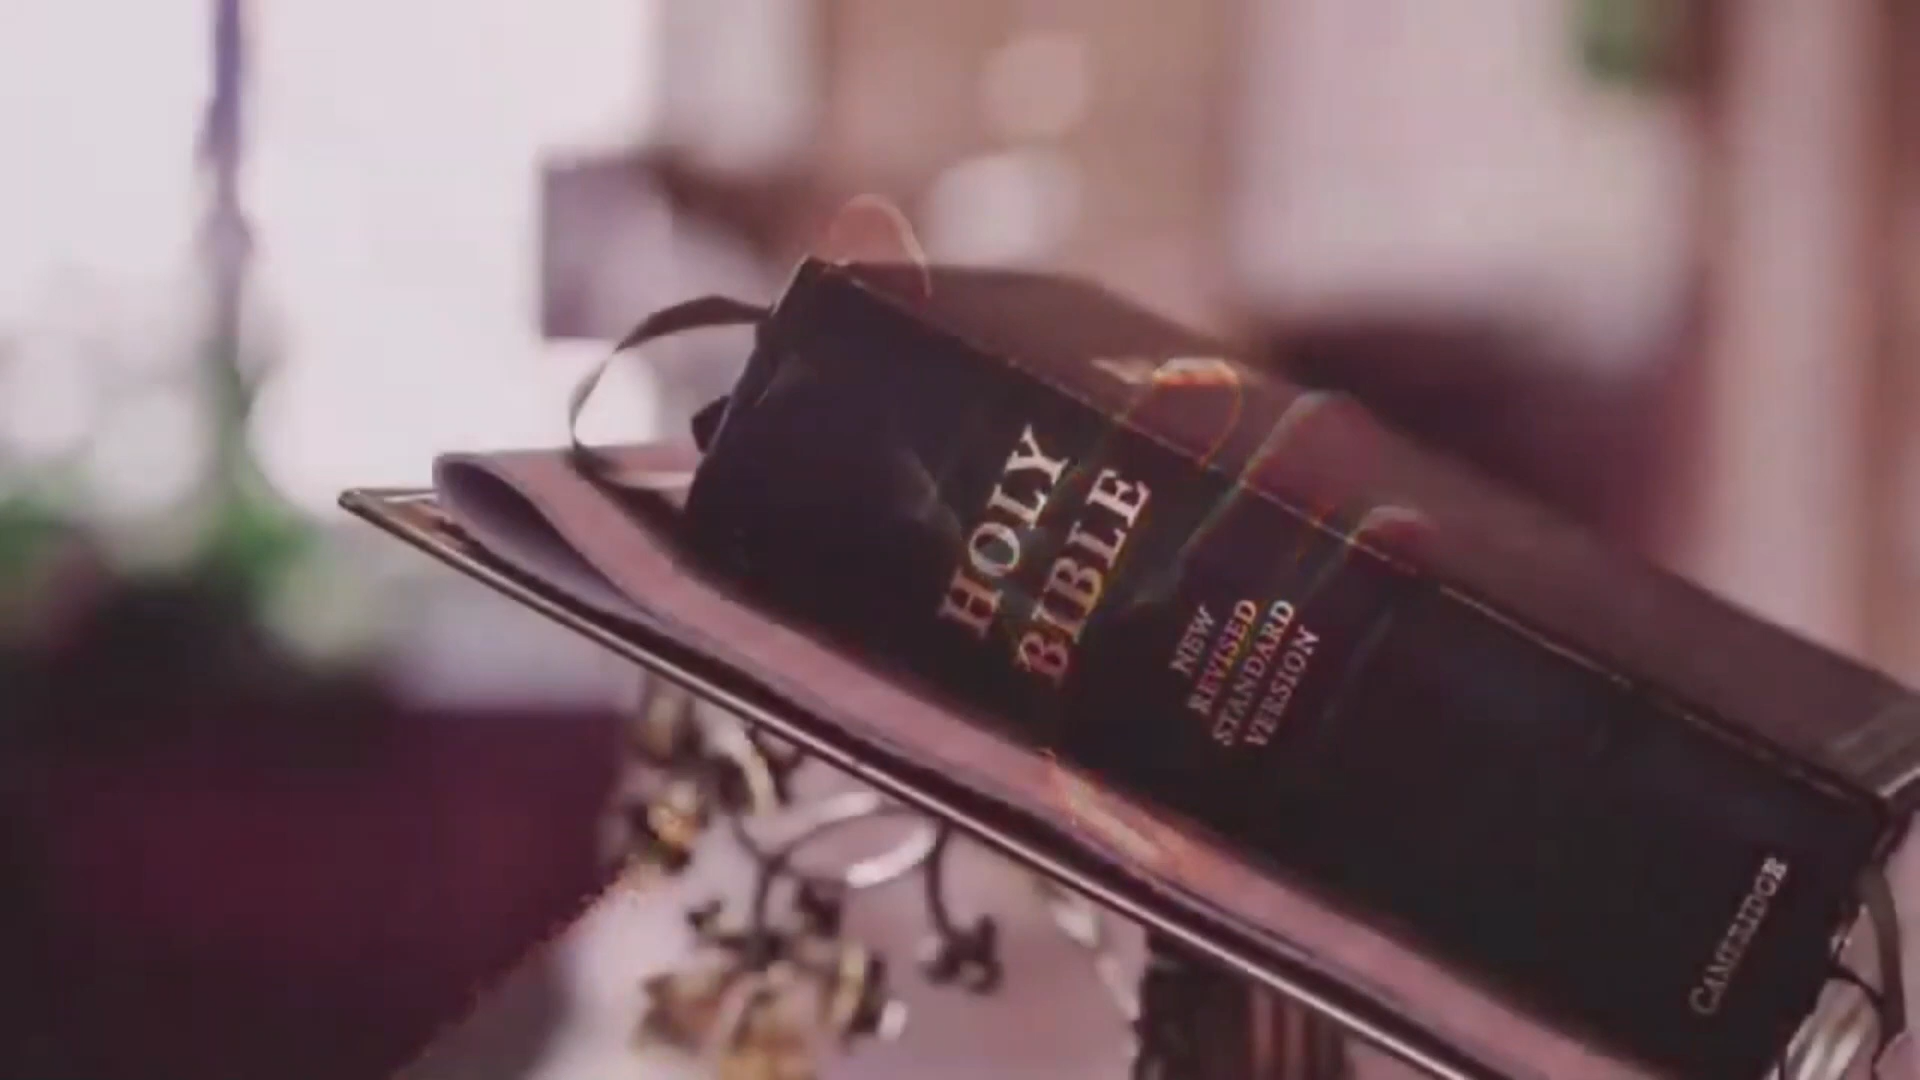 HOLY
BIBLE
NEW
REVISED
STANDARD
VERSION
CAMBRIDGE